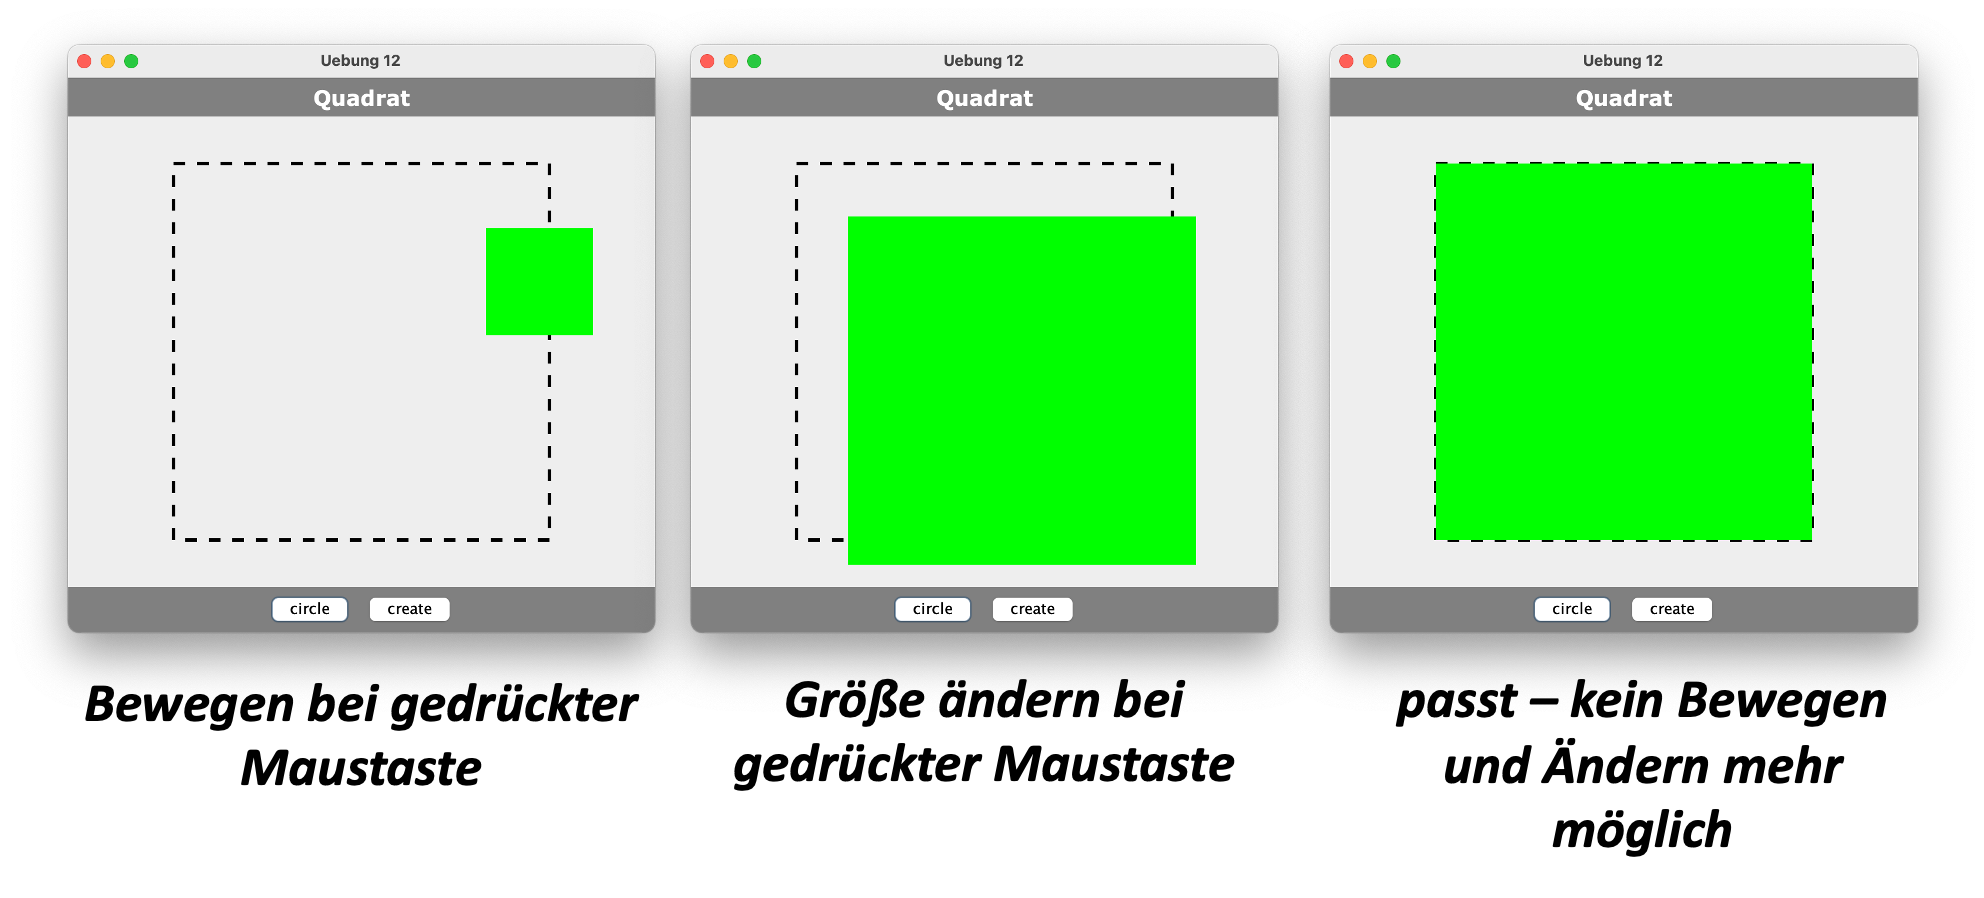 Uebung 12
Quadrat
circle create
Bewegen bei gedrückter
Maustaste
Uebung 12
Quadrat
circle create
Größe ändern bei
gedrückter Maustaste
Uebung 12
Quadrat
circle create
passt – kein Bewegen
und Ändern mehr
möglich